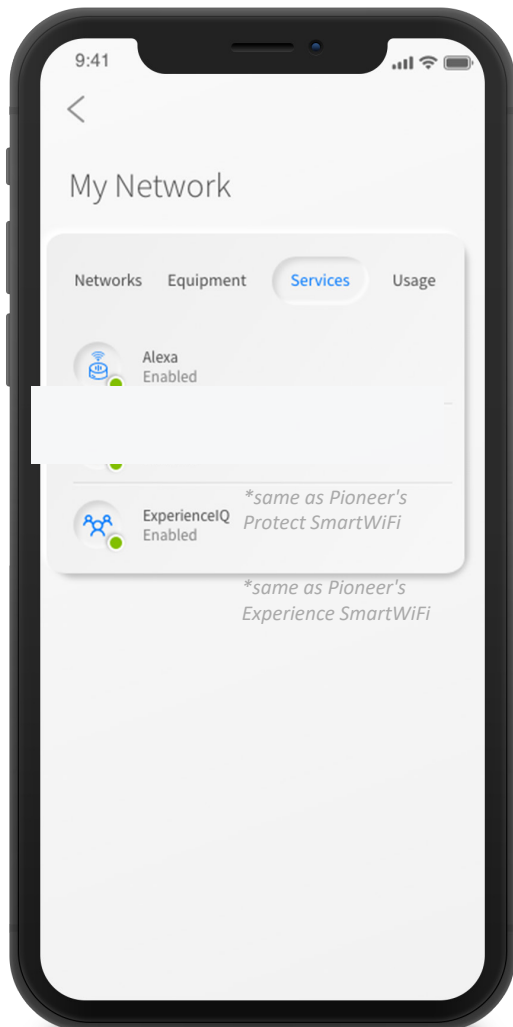 9:41
My Network
Networks Equipment Services Usage
Alexa
Enabled
ExperienceIQ
Enabled
*same as Pioneer's
Protect SmartWiFi
*same as Pioneer's
Experience SmartWiFi